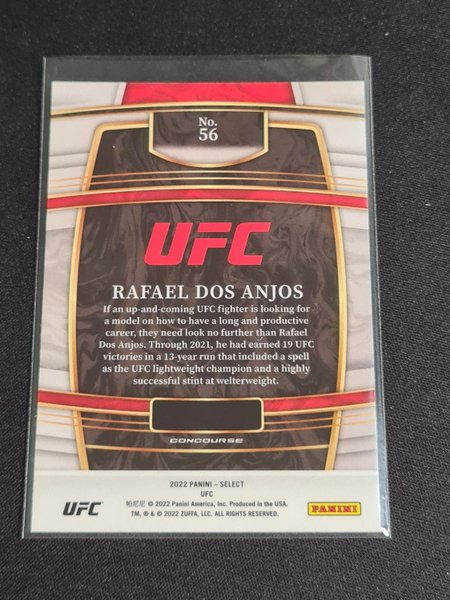 No.
56
UFC
RAFAEL DOS ANJOS
If an up-and-coming UFC fighter is looking for
a model on how to have a long and productive
career, they need look no further than Rafael
Dos Anjos. Through 2021, he had earned 19 UFC
victories in a 13-year run that included a spell
as the UFC lightweight champion and a highly
successful stint at welterweight.
CONCOURSE
2022 PANINI – SELECT
UFC
帕尼尼 © 2022 Panini America, Inc. Produced in the USA.
TM, ® & © 2022 ZUFFA, LLC. ALL RIGHTS RESERVED.
UFC
PANINI